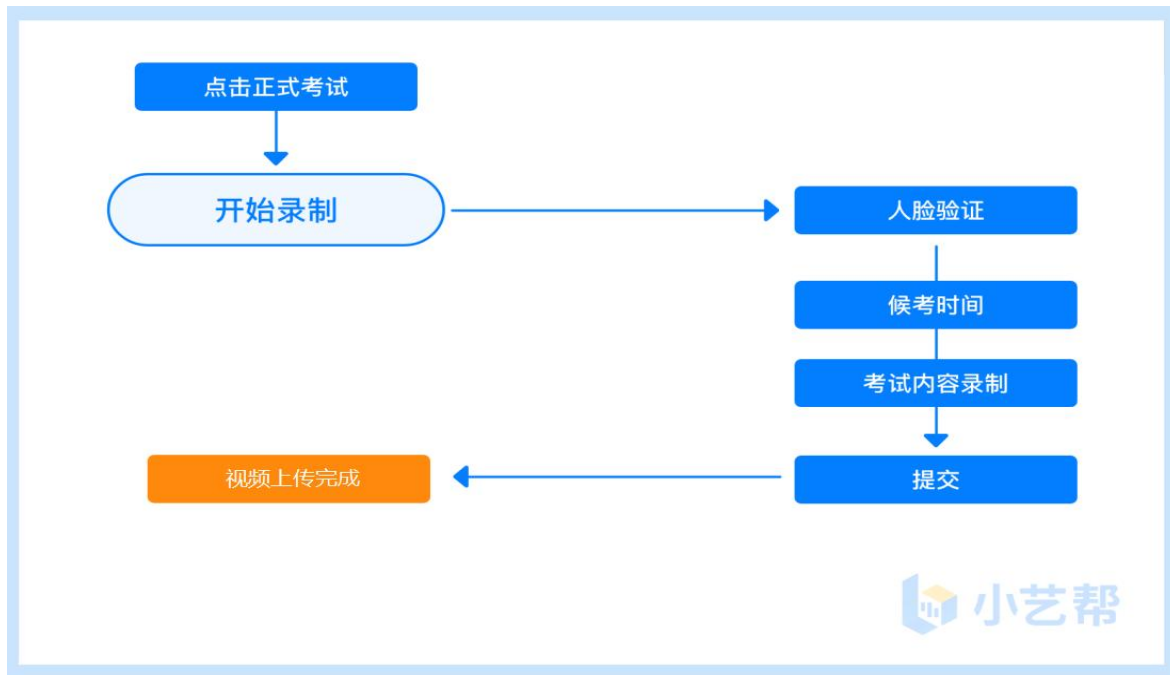 点击正式考试
开始录制
人脸验证
候考时间
考试内容录制
提交
视频上传完成
小艺帮